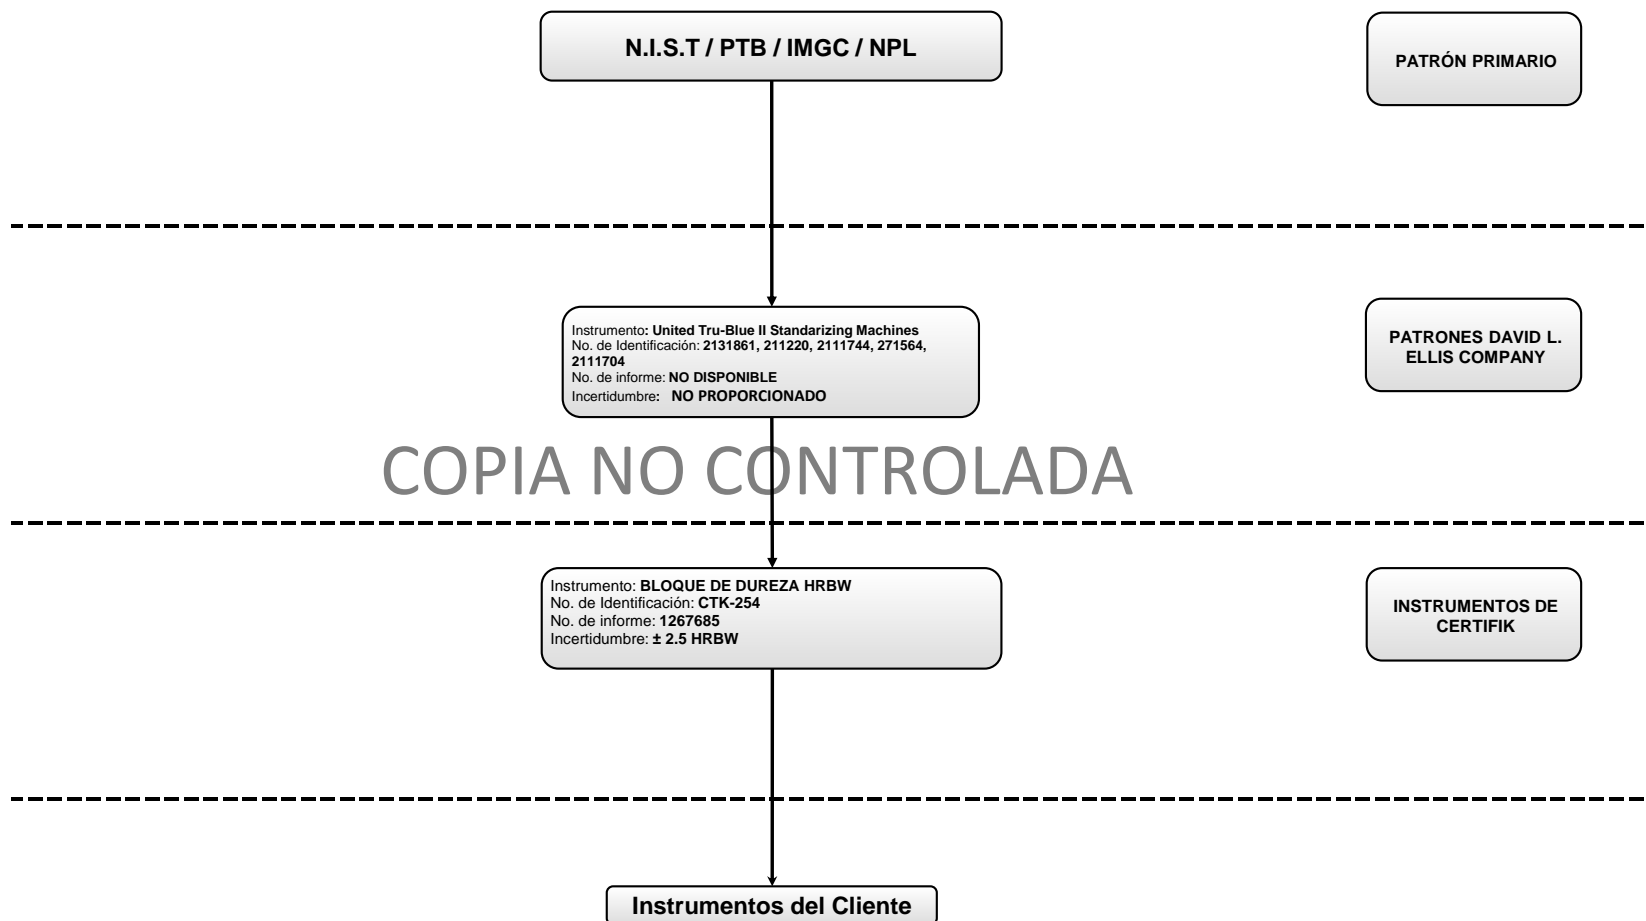 N.I.S.T / PTB / IMGC / NPL
PATRÓN PRIMARIO
Instrumento: United Tru-Blue II Standarizing Machines
No. de Identificación: 2131861, 211220, 2111744, 271564,
2111704
No. de informe: NO DISPONIBLE
Incertidumbre: NO PROPORCIONADO
PATRONES DAVID L.
ELLIS COMPANY
COPIA NO CONTROLADA
Instrumento: BLOQUE DE DUREZA HRBW
No. de Identificación: CTK-254
No. de informe: 1267685
Incertidumbre: ± 2.5 HRBW
INSTRUMENTOS DE
CERTIFIK
Instrumentos del Cliente